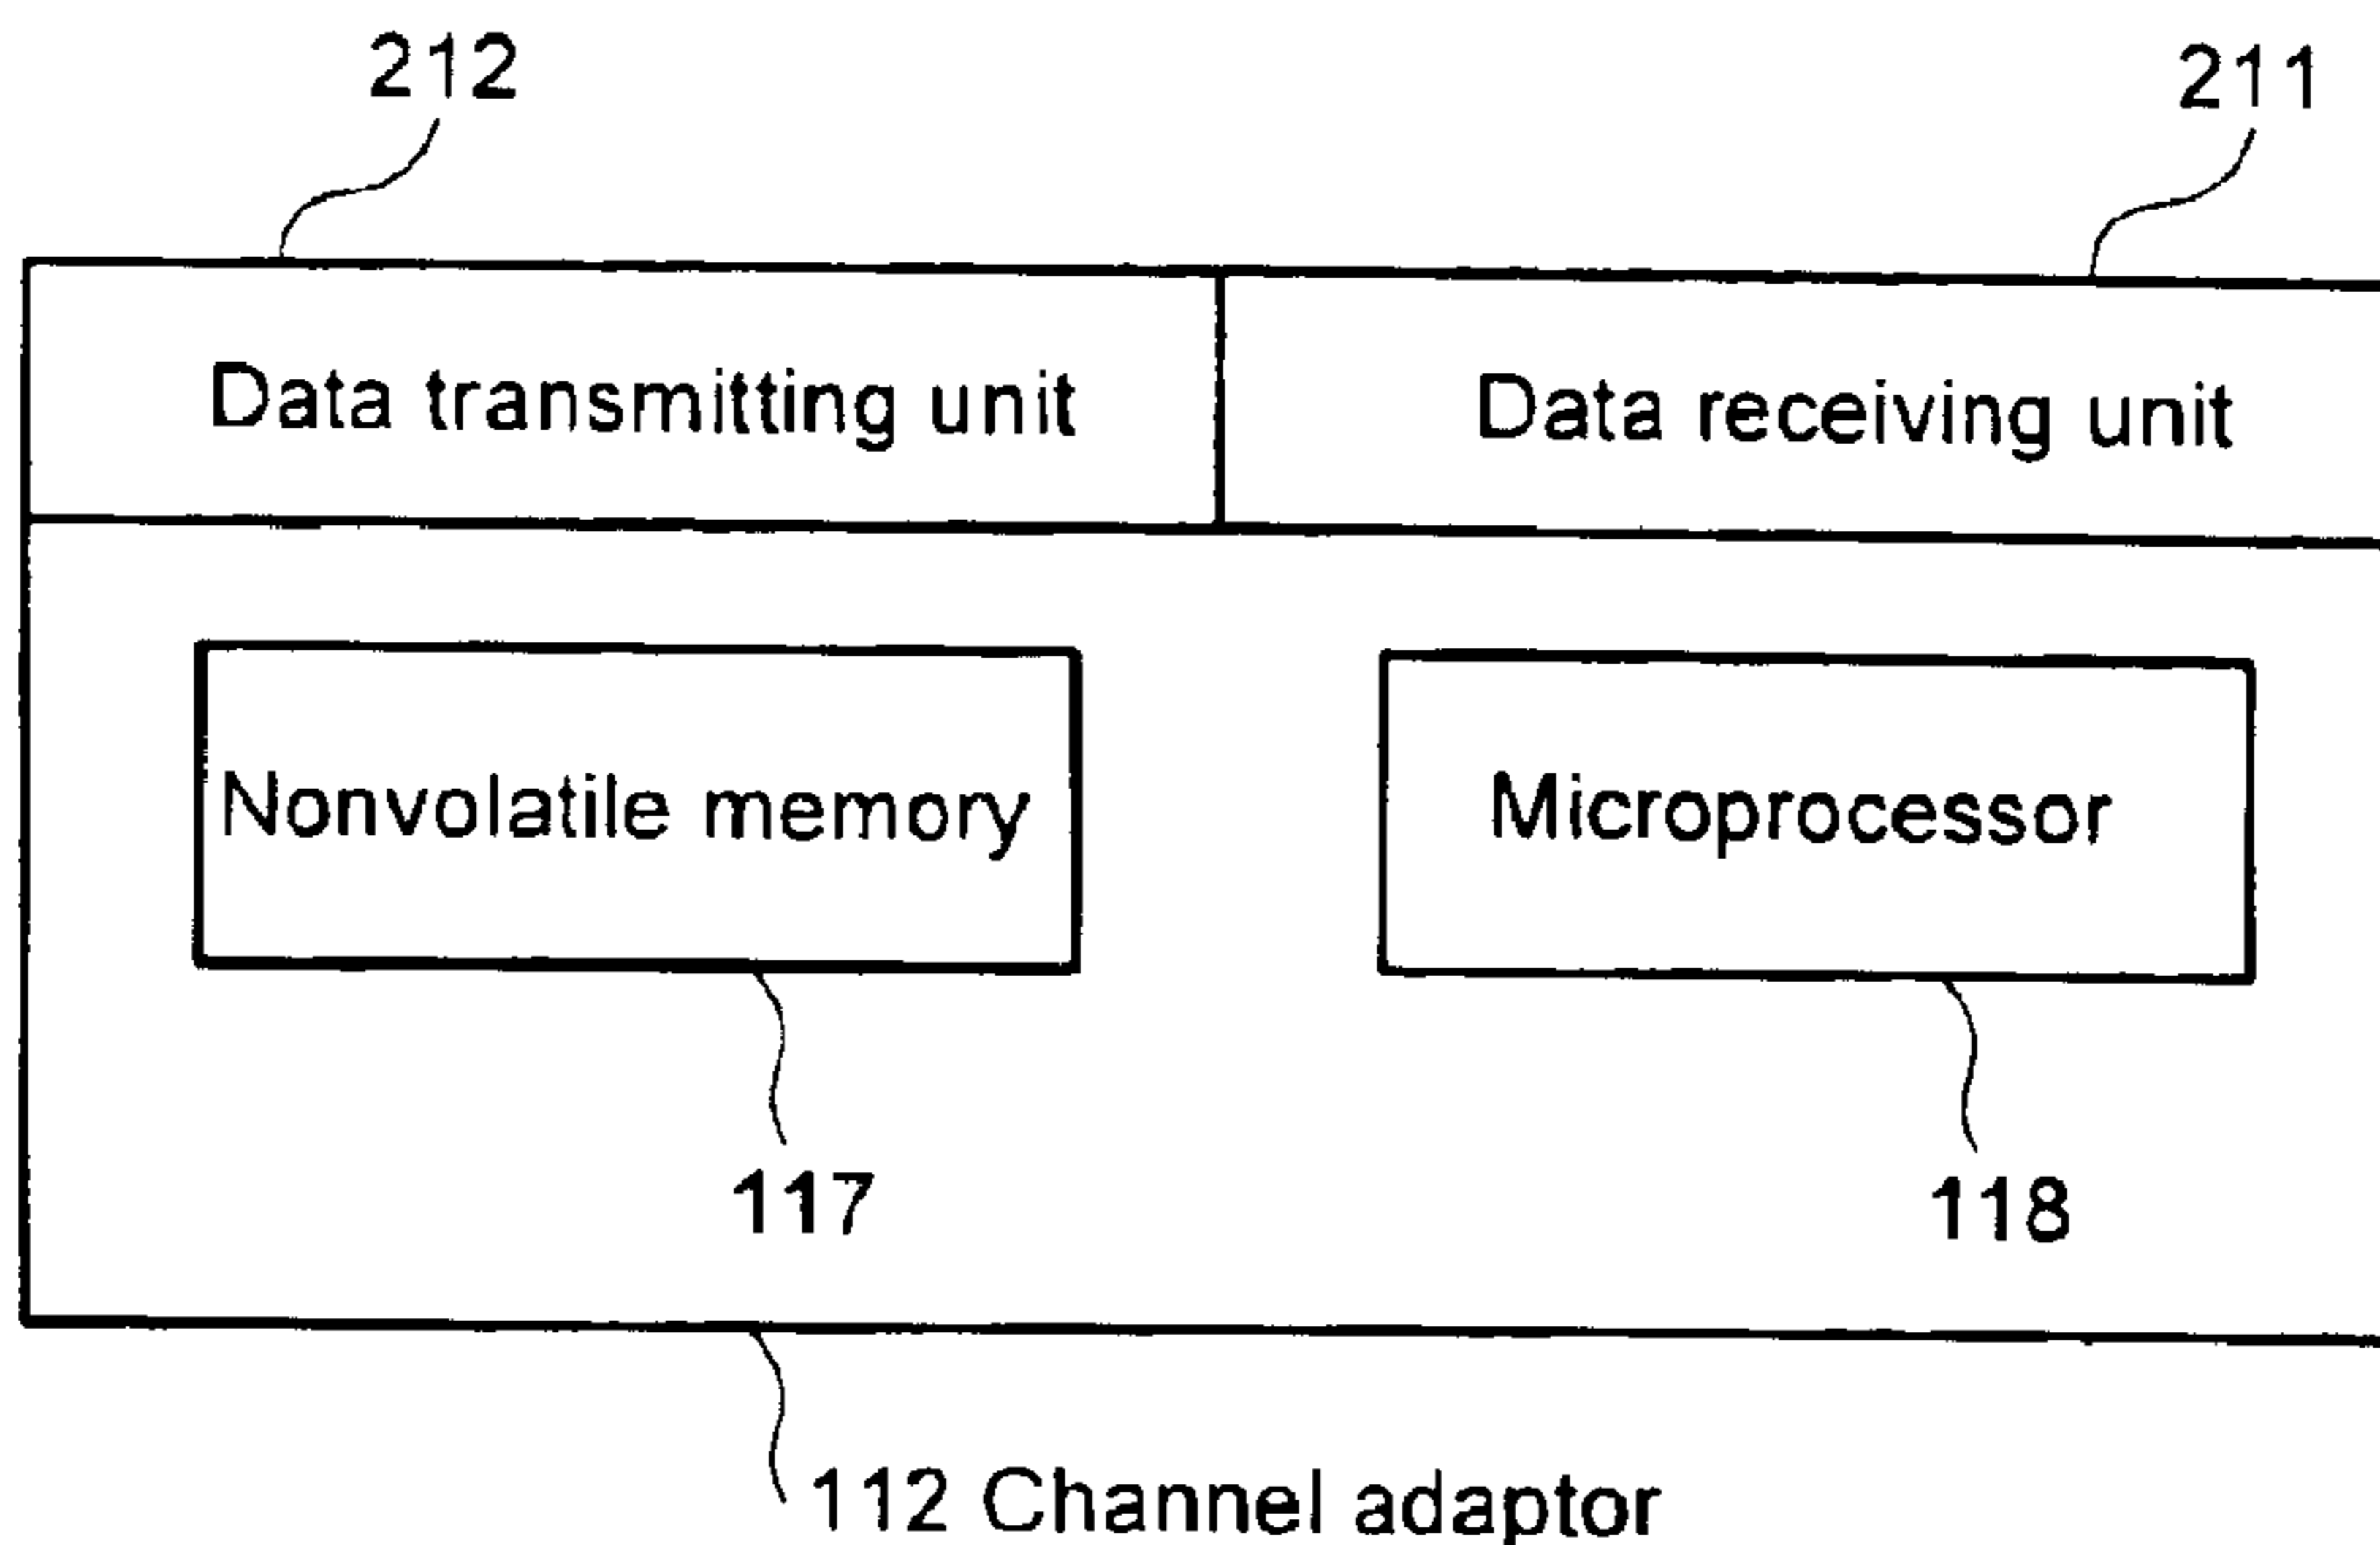 212
211
Data transmitting unit
Data receiving unit
Nonvolatile memory
Microprocessor
117
118
112 Channel adaptor